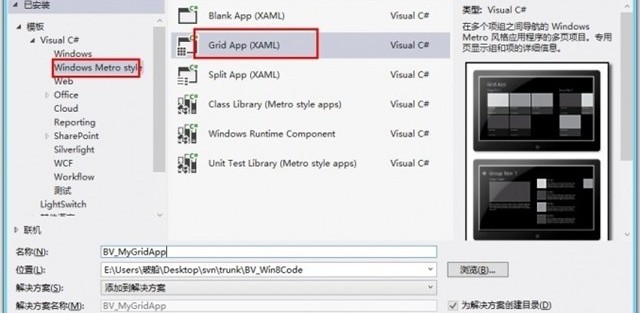 已安装
模板
Visual C#
Windows
Windows Metro style
Web
Office
Cloud
Reporting
SharePoint
Silverlight
WCF
Workflow
测试
LightSwitch
联机
Blank App (XAML) Visual C#
Grid App (XAML) Visual C#
Split App (XAML) Visual C#
Class Library (Metro style apps) Visual C#
Windows Runtime Component Visual C#
Unit Test Library (Metro style apps) Visual C#
类型: Visual C#
在多个项组之间导航的 Windows
Metro 风格应用程序的多页项目。专用
页显示组和项的详细信息。
Grid App
Group Item 1
名称(N): BV_MyGridApp
位置(L): E:\Users\破船\Desktop\svn\trunk\BV_Win8Code 浏览(B)...
解决方案(S): 添加到解决方案
解决方案名称(M): BV_MyGridApp 为解决方案创建目录(D)